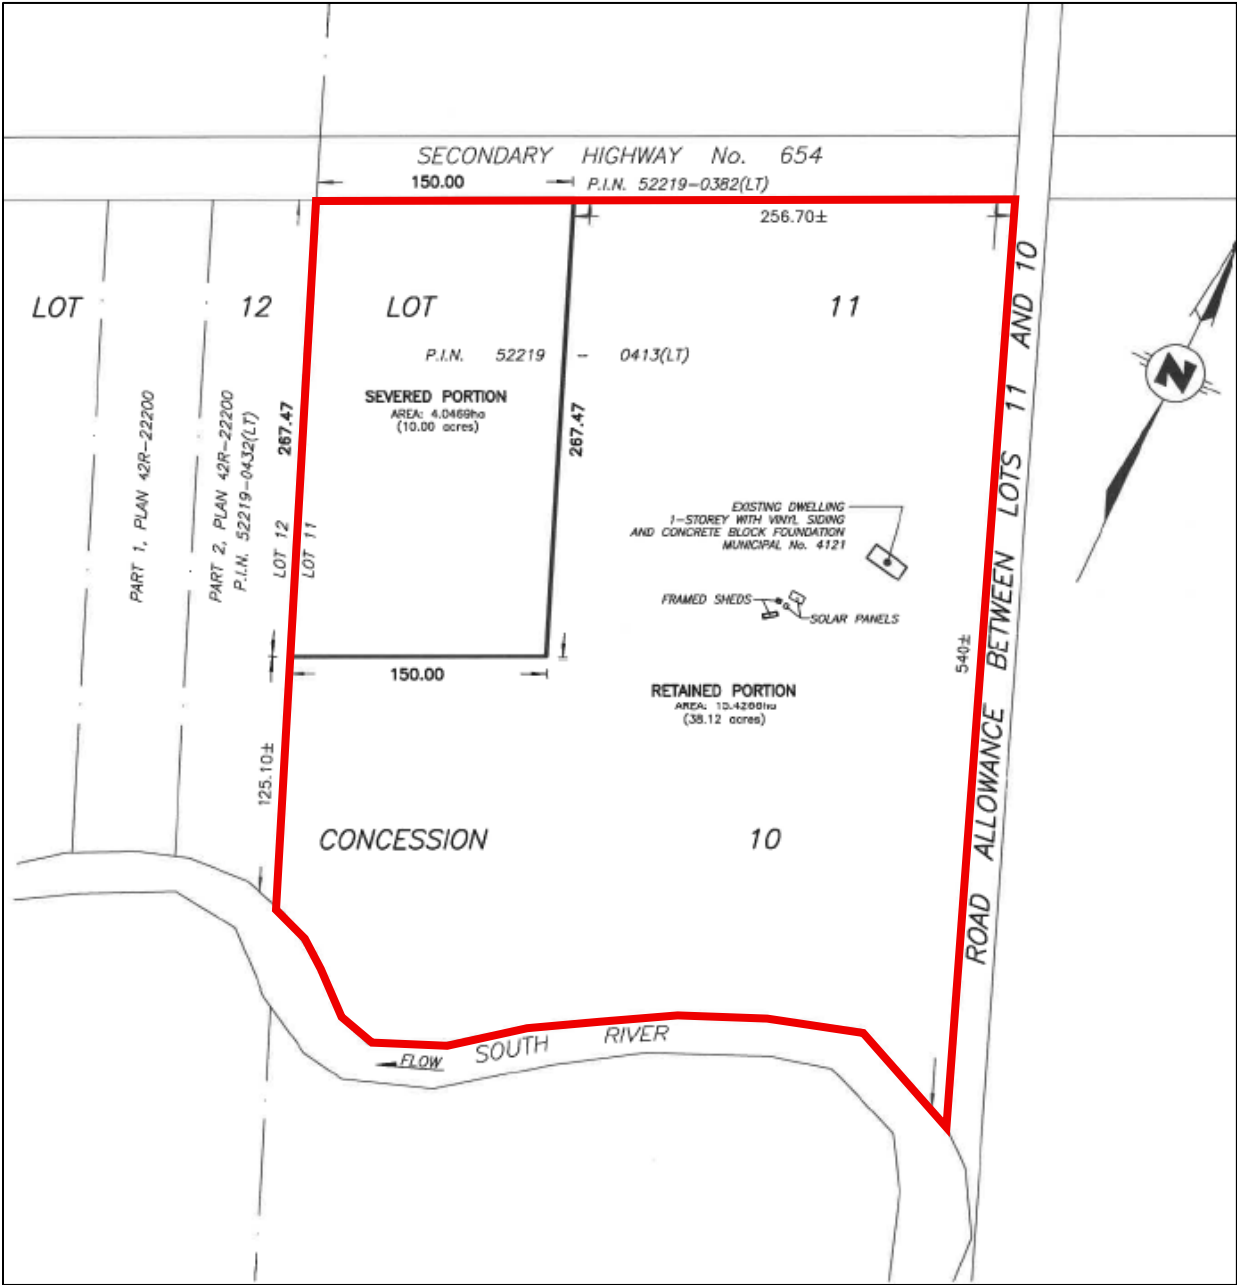 SECONDARY HIGHWAY No. 654
150.00
P.I.N. 52219-0382(LT)
256.70±
LOT 12
LOT 11
P.I.N. 52219 - 0413(LT)
SEVERED PORTION
AREA: 4.0469ha
(10.00 acres)
267.47
267.47
PART 1, PLAN 42R-22200
PART 2, PLAN 42R-22200
P.I.N. 52219-0432(LT)
LOT 12
LOT 11
EXISTING DWELLING
1-STOREY WITH VINYL SIDING
AND CONCRETE BLOCK FOUNDATION
MUNICIPAL No. 4121
FRAMED SHEDS
SOLAR PANELS
150.00
RETAINED PORTION
AREA:
(38.12 acres)
125.10±
540±
ROAD ALLOWANCE BETWEEN LOTS 11 AND 10
N
CONCESSION 10
FLOW
SOUTH RIVER